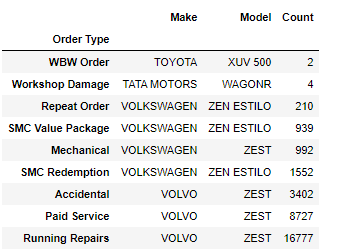 Make Model Count
Order Type
WBW Order TOYOTA XUV 500 2
Workshop Damage TATA MOTORS WAGONR 4
Repeat Order VOLKSWAGEN ZEN ESTILO 210
SMC Value Package VOLKSWAGEN ZEN ESTILO 939
Mechanical VOLKSWAGEN ZEST 992
SMC Redemption VOLKSWAGEN ZEN ESTILO 1552
Accidental VOLVO ZEST 3402
Paid Service VOLVO ZEST 8727
Running Repairs VOLVO ZEST 16777